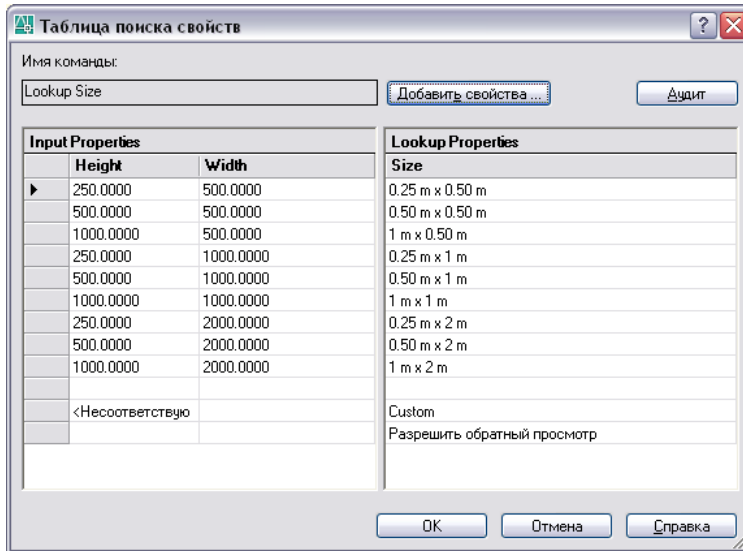 Таблица поиска свойств
Имя команды:
Lookup Size Добавить свойства ... Аудит
Input Properties Lookup Properties
Height Width Size
250.0000 500.0000 0.25 m x 0.50 m
500.0000 500.0000 0.50 m x 0.50 m
1000.0000 500.0000 1 m x 0.50 m
250.0000 1000.0000 0.25 m x 1 m
500.0000 1000.0000 0.50 m x 1 m
1000.0000 1000.0000 1 m x 1 m
250.0000 2000.0000 0.25 m x 2 m
500.0000 2000.0000 0.50 m x 2 m
1000.0000 2000.0000 1 m x 2 m
<Несоответствую Custom
Разрешить обратный просмотр
OK Отмена Справка